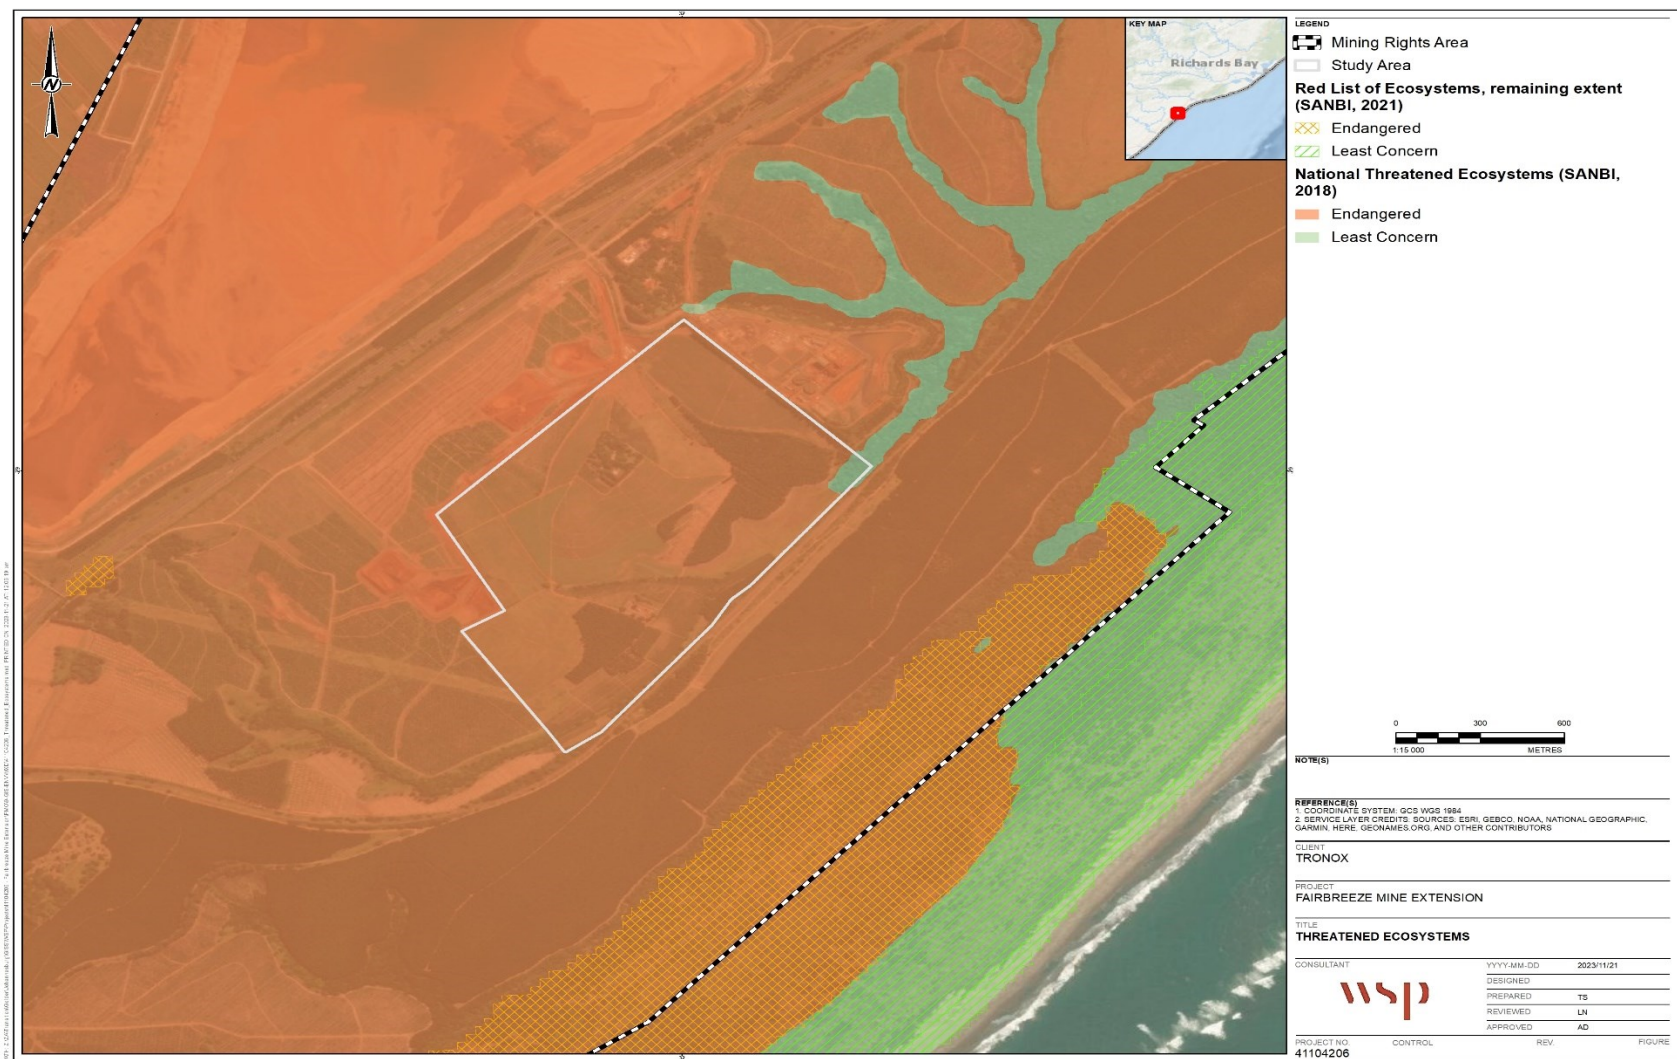 KEY MAP
Richards Bay
N
LEGEND
Mining Rights Area
Study Area
Red List of Ecosystems, remaining extent
(SANBI, 2021)
Endangered
Least Concern
National Threatened Ecosystems (SANBI,
2018)
Endangered
Least Concern
0 300 600
1:15 000 METRES
NOTE(S)
REFERENCE(S)
1. COORDINATE SYSTEM: GCS WGS 1984
2. SERVICE LAYER CREDITS: SOURCES: ESRI, GEBCO, NOAA, NATIONAL GEOGRAPHIC,
GARMIN, HERE, GEONAMES.ORG, AND OTHER CONTRIBUTORS
CLIENT
TRONOX
PROJECT
FAIRBREEZE MINE EXTENSION
TITLE
THREATENED ECOSYSTEMS
CONSULTANT
wsp
YYYY-MM-DD 2023/11/21
DESIGNED
PREPARED TS
REVIEWED LN
APPROVED AD
PROJECT NO. CONTROL REV. FIGURE
41104206